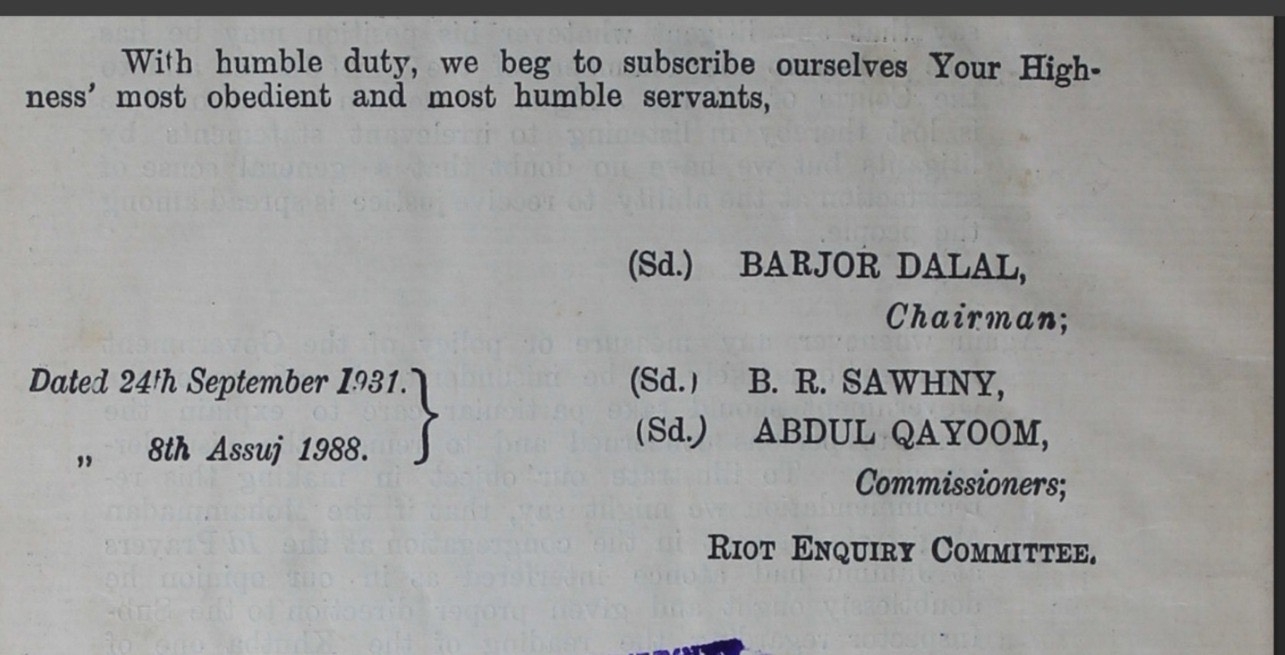 With humble duty, we beg to subscribe ourselves Your High-
ness’ most obedient and most humble servants,
(Sd.) BARJOR DALAL,
Chairman;
Dated 24th September 1931.
„ 8th Assuj 1988.
(Sd.) B. R. SAWHNY,
(Sd.) ABDUL QAYOOM,
Commissioners;
RIOT ENQUIRY COMMITTEE.